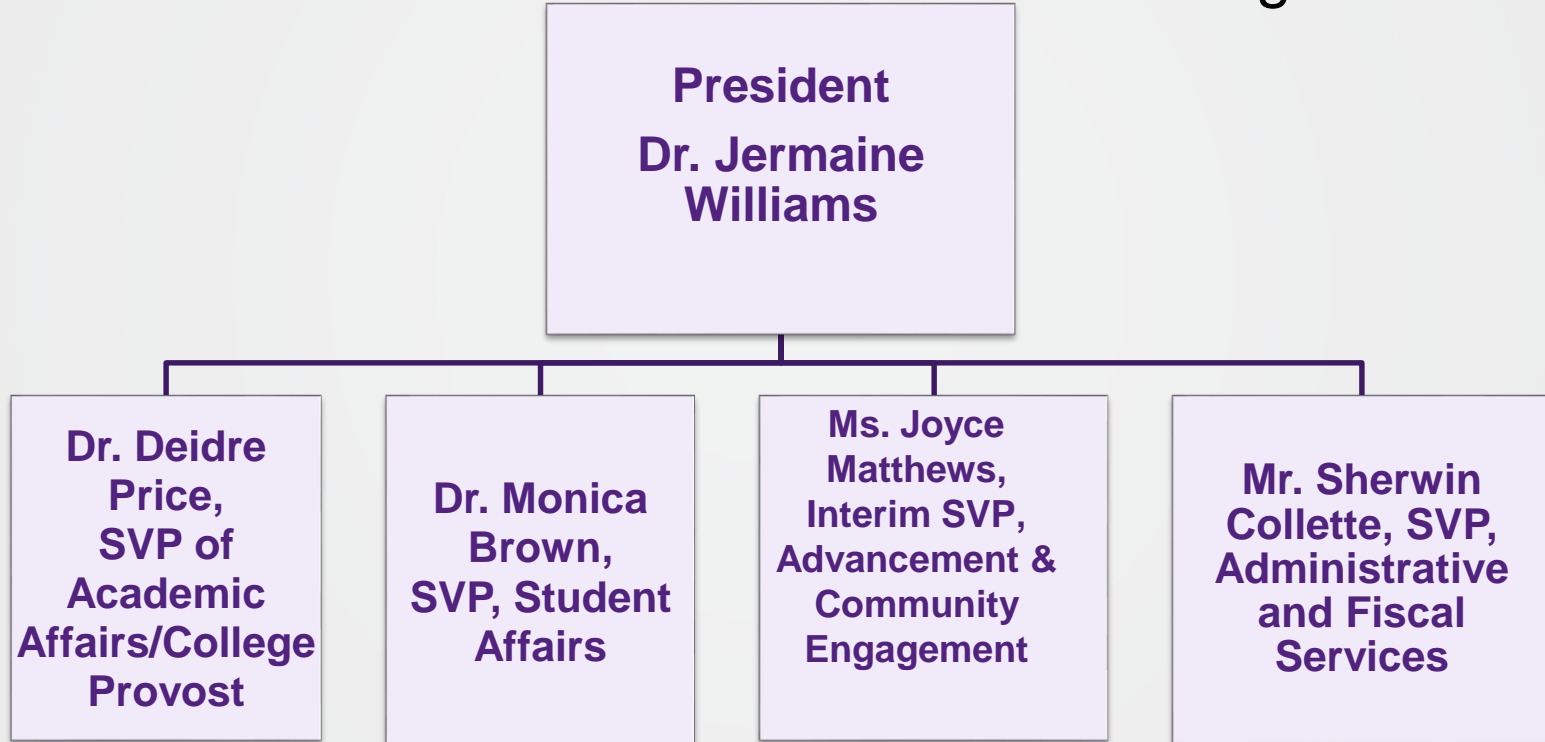 President
Dr. Jermaine
Williams
Dr. Deidre
Price,
SVP of
Academic
Affairs/College
Provost
Dr. Monica
Brown,
SVP, Student
Affairs
Ms. Joyce
Matthews,
Interim SVP,
Advancement &
Community
Engagement
Mr. Sherwin
Collette, SVP,
Administrative
and Fiscal
Services